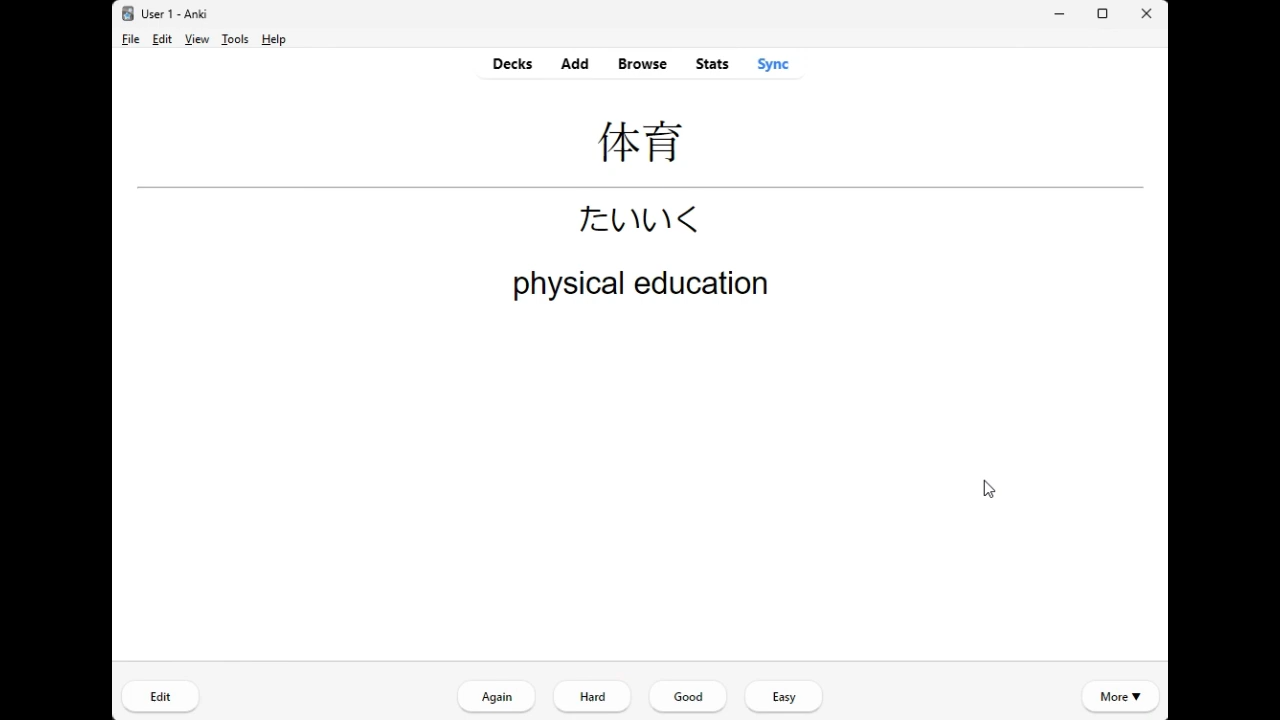 User 1 - Anki
File Edit View Tools Help
Decks Add Browse Stats Sync
体育
たいいく
physical education
Edit Again Hard Good Easy More ▼